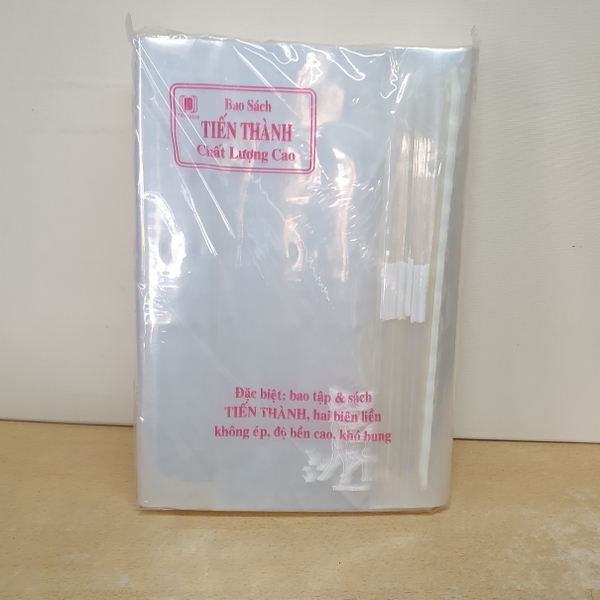 Bao Sách
TIẾN THÀNH
Chất Lượng Cao
Đặc biệt: bao tập & sách
TIẾN THÀNH, hai biên liền
không ép, độ bền cao, khó bung